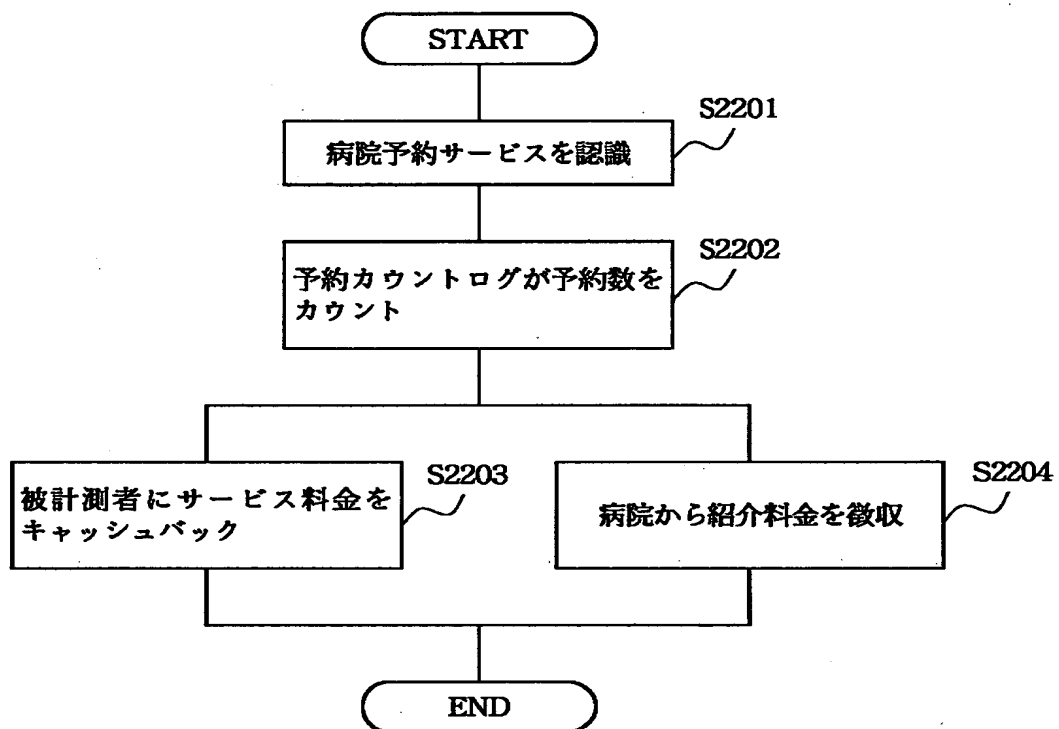 START
S2201
病院予約サービスを認識
S2202
予約カウントログが予約数を
カウント
S2203
被計測者にサービス料金を
キャッシュバック
S2204
病院から紹介料金を徴収
END